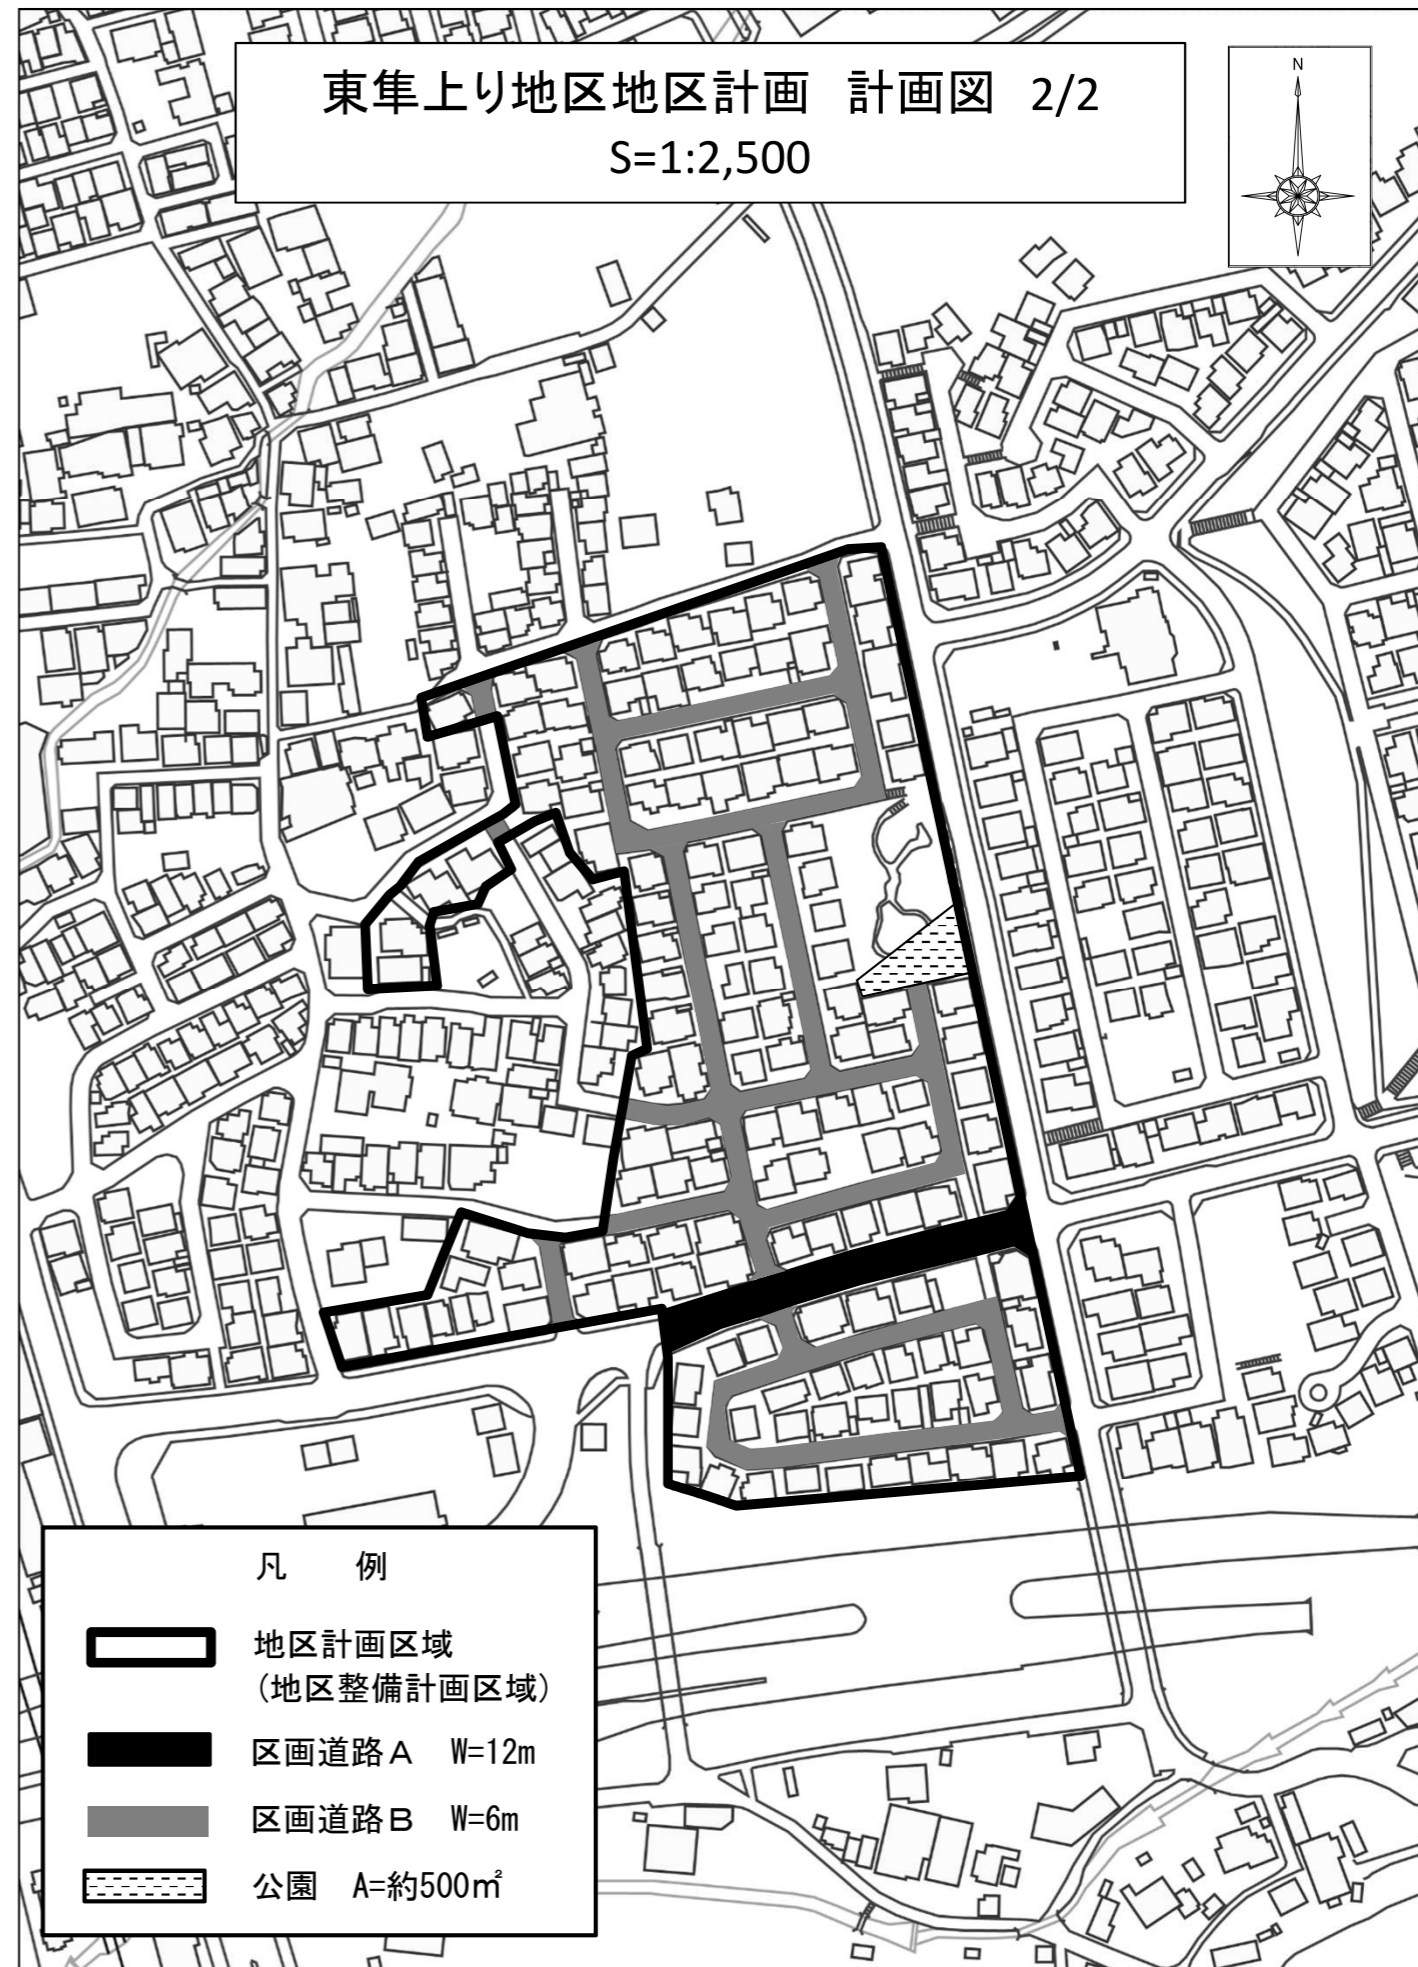 東隼上り地区地区計画 計画図 2/2
S=1:2,500
N
凡 例
地区計画区域
(地区整備計画区域)
区画道路A W=12m
区画道路B W=6m
公園 A=約500㎡